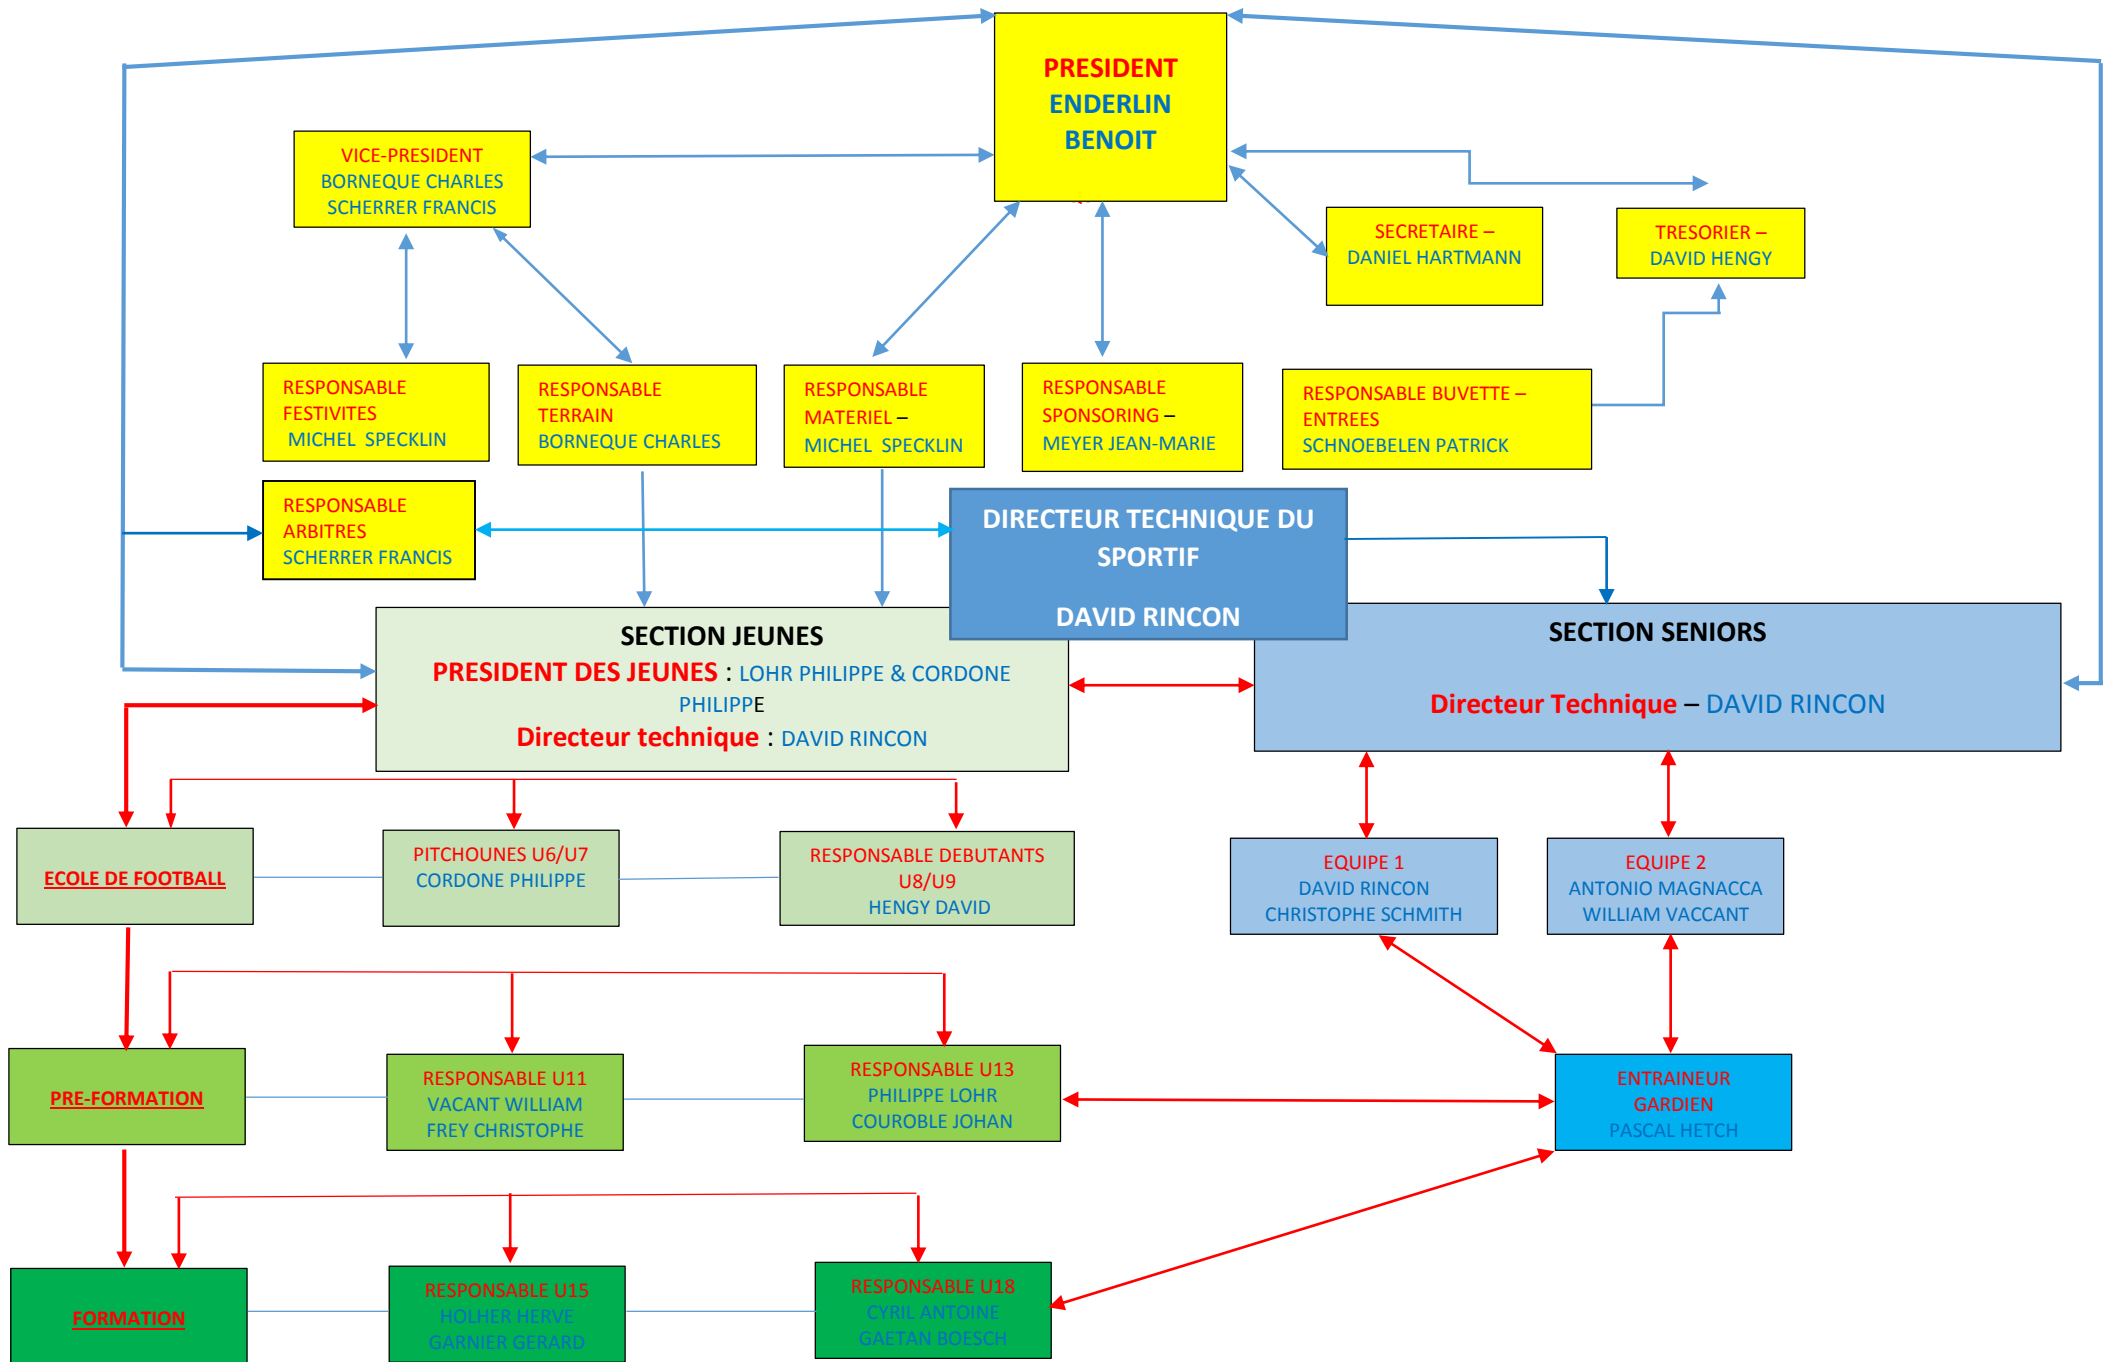 PRESIDENT
ENDERLIN
BENOIT
VICE-PRESIDENT
BORNEQUE CHARLES
SCHERRER FRANCIS
SECRETAIRE –
DANIEL HARTMANN
TRESORIER –
DAVID HENGY
RESPONSABLE
FESTIVITES
MICHEL SPECKLIN
RESPONSABLE
TERRAIN
BORNEQUE CHARLES
RESPONSABLE
MATERIEL –
MICHEL SPECKLIN
RESPONSABLE
SPONSORING –
MEYER JEAN-MARIE
RESPONSABLE BUVETTE –
ENTREES
SCHNOEBELEN PATRICK
RESPONSABLE
ARBITRES
SCHERRER FRANCIS
DIRECTEUR TECHNIQUE DU
SPORTIF
DAVID RINCON
SECTION JEUNES
PRESIDENT DES JEUNES : LOHR PHILIPPE & CORDONE
PHILIPPE
Directeur technique : DAVID RINCON
SECTION SENIORS
Directeur Technique – DAVID RINCON
ECOLE DE FOOTBALL
PITCHOUNES U6/U7
CORDONE PHILIPPE
RESPONSABLE DEBUTANTS
U8/U9
HENGY DAVID
EQUIPE 1
DAVID RINCON
CHRISTOPHE SCHMITH
EQUIPE 2
ANTONIO MAGNACCA
WILLIAM VACCANT
PRE-FORMATION
RESPONSABLE U11
VACANT WILLIAM
FREY CHRISTOPHE
RESPONSABLE U13
PHILIPPE LOHR
COUROBLE JOHAN
ENTRAINEUR
GARDIEN
PASCAL HETCH
FORMATION
RESPONSABLE U15
HOLHER HERVE
GARNIER GERARD
RESPONSABLE U18
CYRIL ANTOINE
GAETAN BOESCH